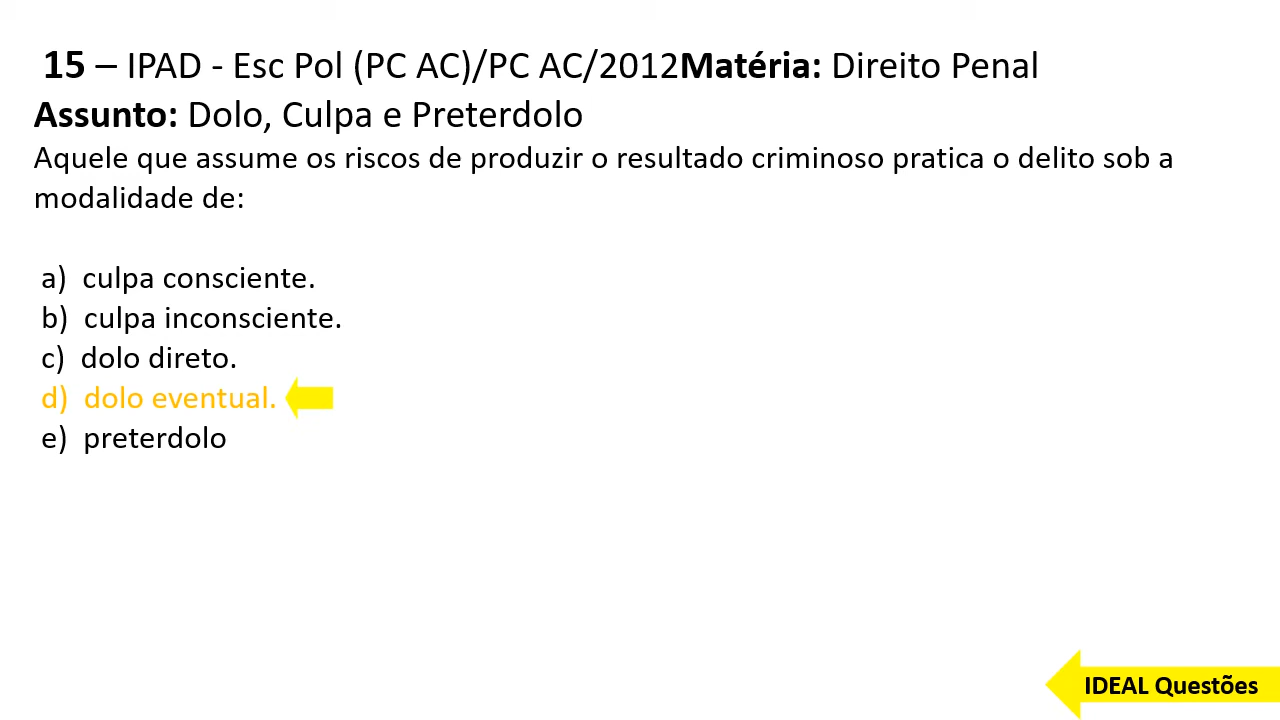 15 – IPAD - Esc Pol (PC AC)/PC AC/2012Matéria: Direito Penal
Assunto: Dolo, Culpa e Preterdolo
Aquele que assume os riscos de produzir o resultado criminoso pratica o delito sob a
modalidade de:
a) culpa consciente.
b) culpa inconsciente.
c) dolo direto.
d) dolo eventual.
e) preterdolo
IDEAL Questões